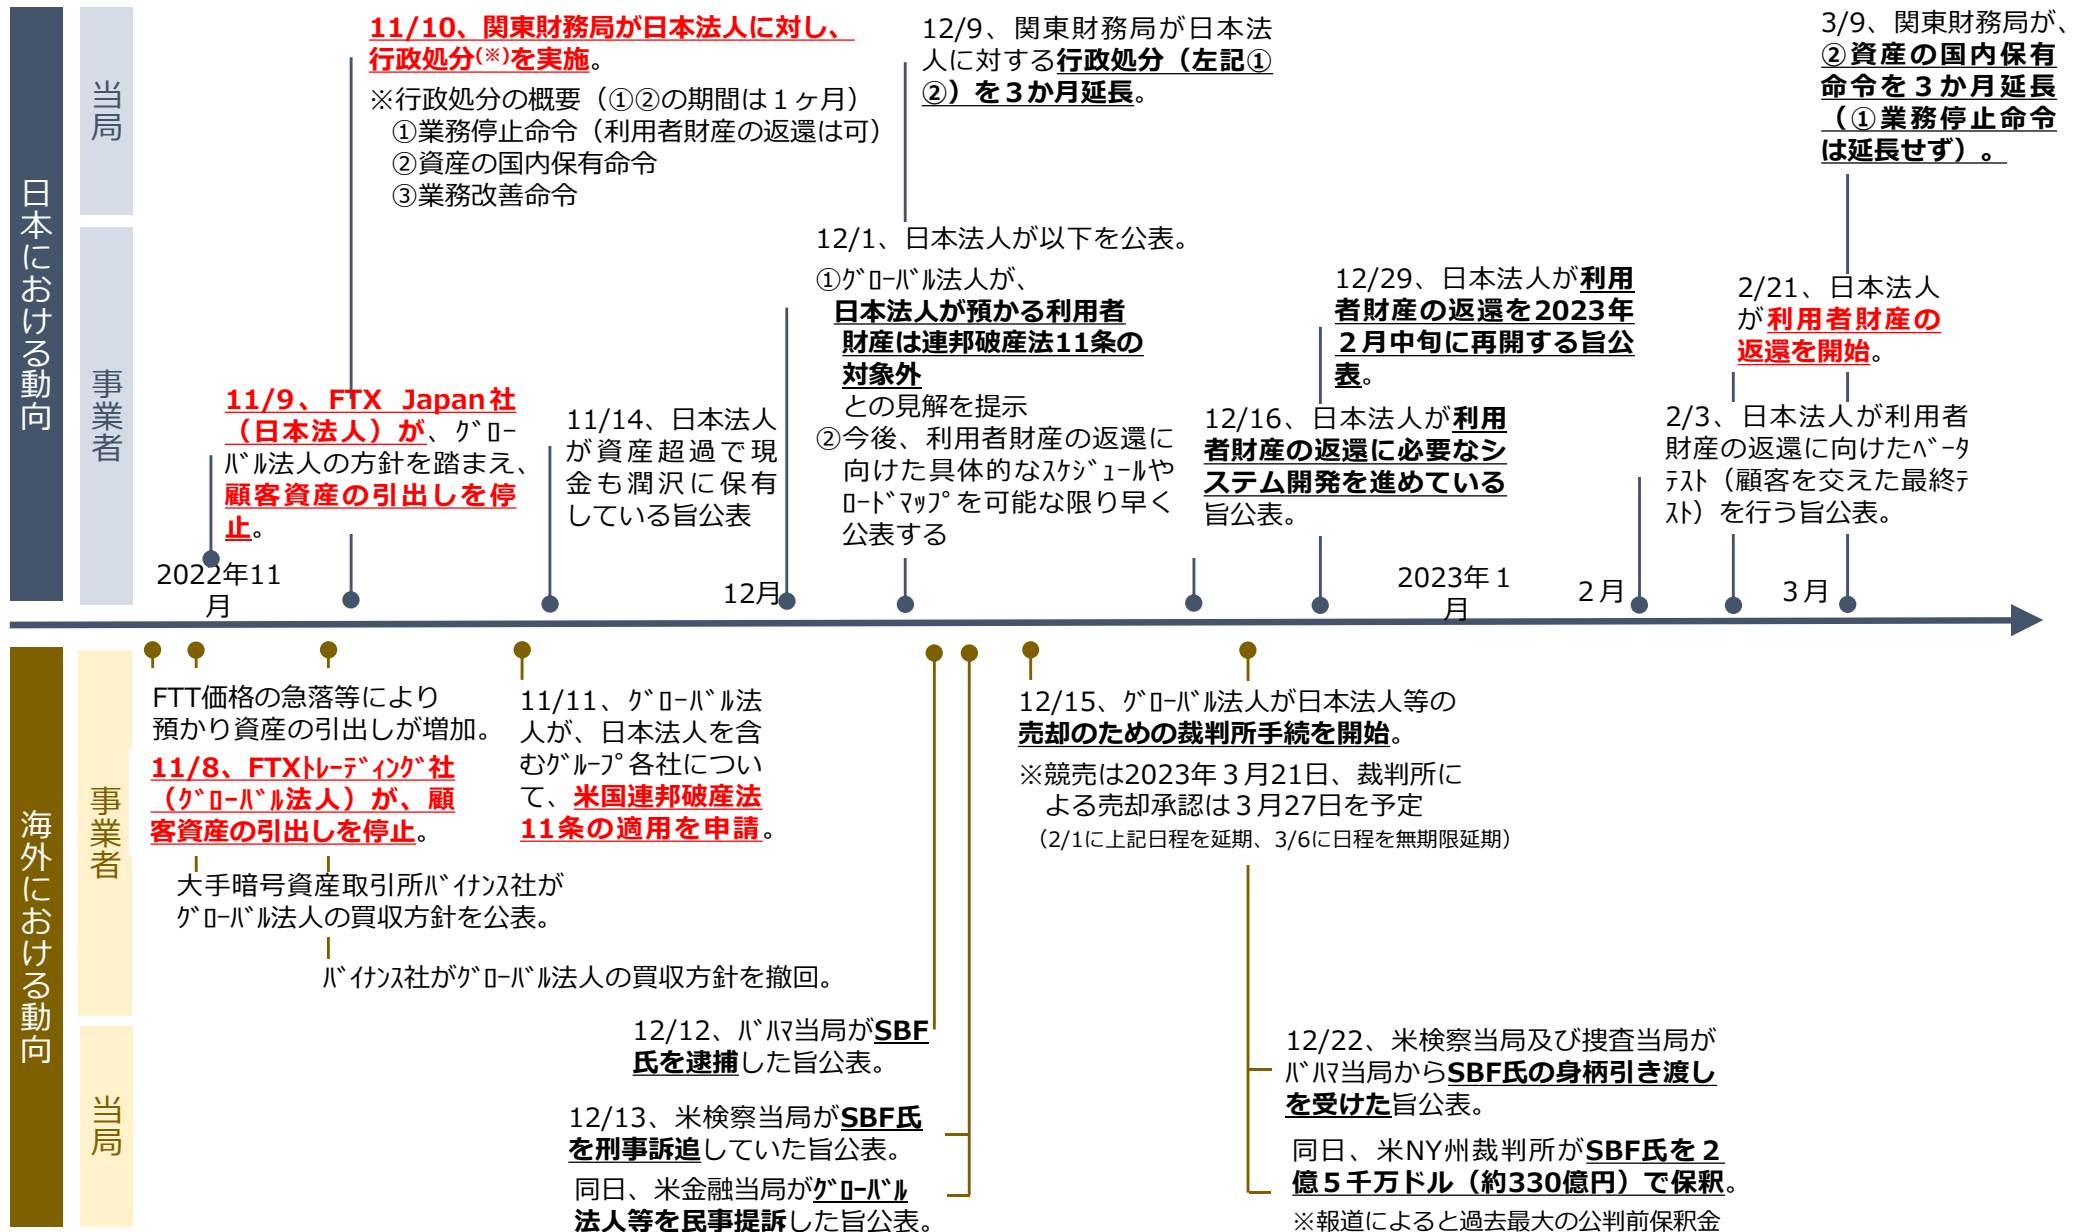 日本における動向
当局
11/10、関東財務局が日本法人に対し、
行政処分(※)を実施。
※行政処分の概要（①②の期間は１ヶ月）
①業務停止命令（利用者財産の返還は可）
②資産の国内保有命令
③業務改善命令
12/9、関東財務局が日本法
人に対する行政処分（左記①
②）を３か月延長。
3/9、関東財務局が、
②資産の国内保有
命令を３か月延長
（①業務停止命令
は延長せず）。
事業者
11/9、FTX Japan社
（日本法人）が、ｸﾞﾛｰ
ﾊﾞﾙ法人の方針を踏まえ、
顧客資産の引出しを停
止。
11/14、日本法人
が資産超過で現
金も潤沢に保有
している旨公表
12/1、日本法人が以下を公表。
①ｸﾞﾛｰﾊﾞﾙ法人が、
日本法人が預かる利用者
財産は連邦破産法11条の
対象外
との見解を提示
②今後、利用者財産の返還に
向けた具体的なｽｹｼﾞｭｰﾙや
ﾛｰﾄﾞﾏｯﾌﾟを可能な限り早く
公表する
12/29、日本法人が利用
者財産の返還を2023年
２月中旬に再開する旨公
表。
12/16、日本法人が利用
者財産の返還に必要なシ
ステム開発を進めている
旨公表。
2/21、日本法人
が利用者財産の
返還を開始。
2/3、日本法人が利用者
財産の返還に向けたﾍﾞｰﾀ
ﾃｽﾄ（顧客を交えた最終ﾃ
ｽﾄ）を行う旨公表。
2022年11
月
12月
2023年１
月
２月
３月
海外における動向
事業者
FTT価格の急落等により
預かり資産の引出しが増加。
11/8、FTXﾄﾚｰﾃﾞｨﾝｸﾞ社
（ｸﾞﾛｰﾊﾞﾙ法人）が、顧
客資産の引出しを停止。
大手暗号資産取引所ﾊﾞｲﾅﾝｽ社が
ｸﾞﾛｰﾊﾞﾙ法人の買収方針を公表。
ﾊﾞｲﾅﾝｽ社がｸﾞﾛｰﾊﾞﾙ法人の買収方針を撤回。
11/11、ｸﾞﾛｰﾊﾞﾙ法
人が、日本法人を含
むｸﾞﾙｰﾌﾟ各社につい
て、米国連邦破産法
11条の適用を申請。
12/15、ｸﾞﾛｰﾊﾞﾙ法人が日本法人等の
売却のための裁判所手続を開始。
※競売は2023年３月21日、裁判所に
よる売却承認は３月27日を予定
（2/1に上記日程を延期、3/6に日程を無期限延期）
当局
12/12、ﾊﾞﾊﾏ当局がSBF
氏を逮捕した旨公表。
12/13、米検察当局がSBF氏
を刑事訴追していた旨公表。
同日、米金融当局がｸﾞﾛｰﾊﾞﾙ
法人等を民事提訴した旨公表。
12/22、米検察当局及び捜査当局が
ﾊﾞﾊﾏ当局からSBF氏の身柄引き渡し
を受けた旨公表。
同日、米NY州裁判所がSBF氏を２
億５千万ドル（約330億円）で保釈。
※報道によると過去最大の公判前保釈金